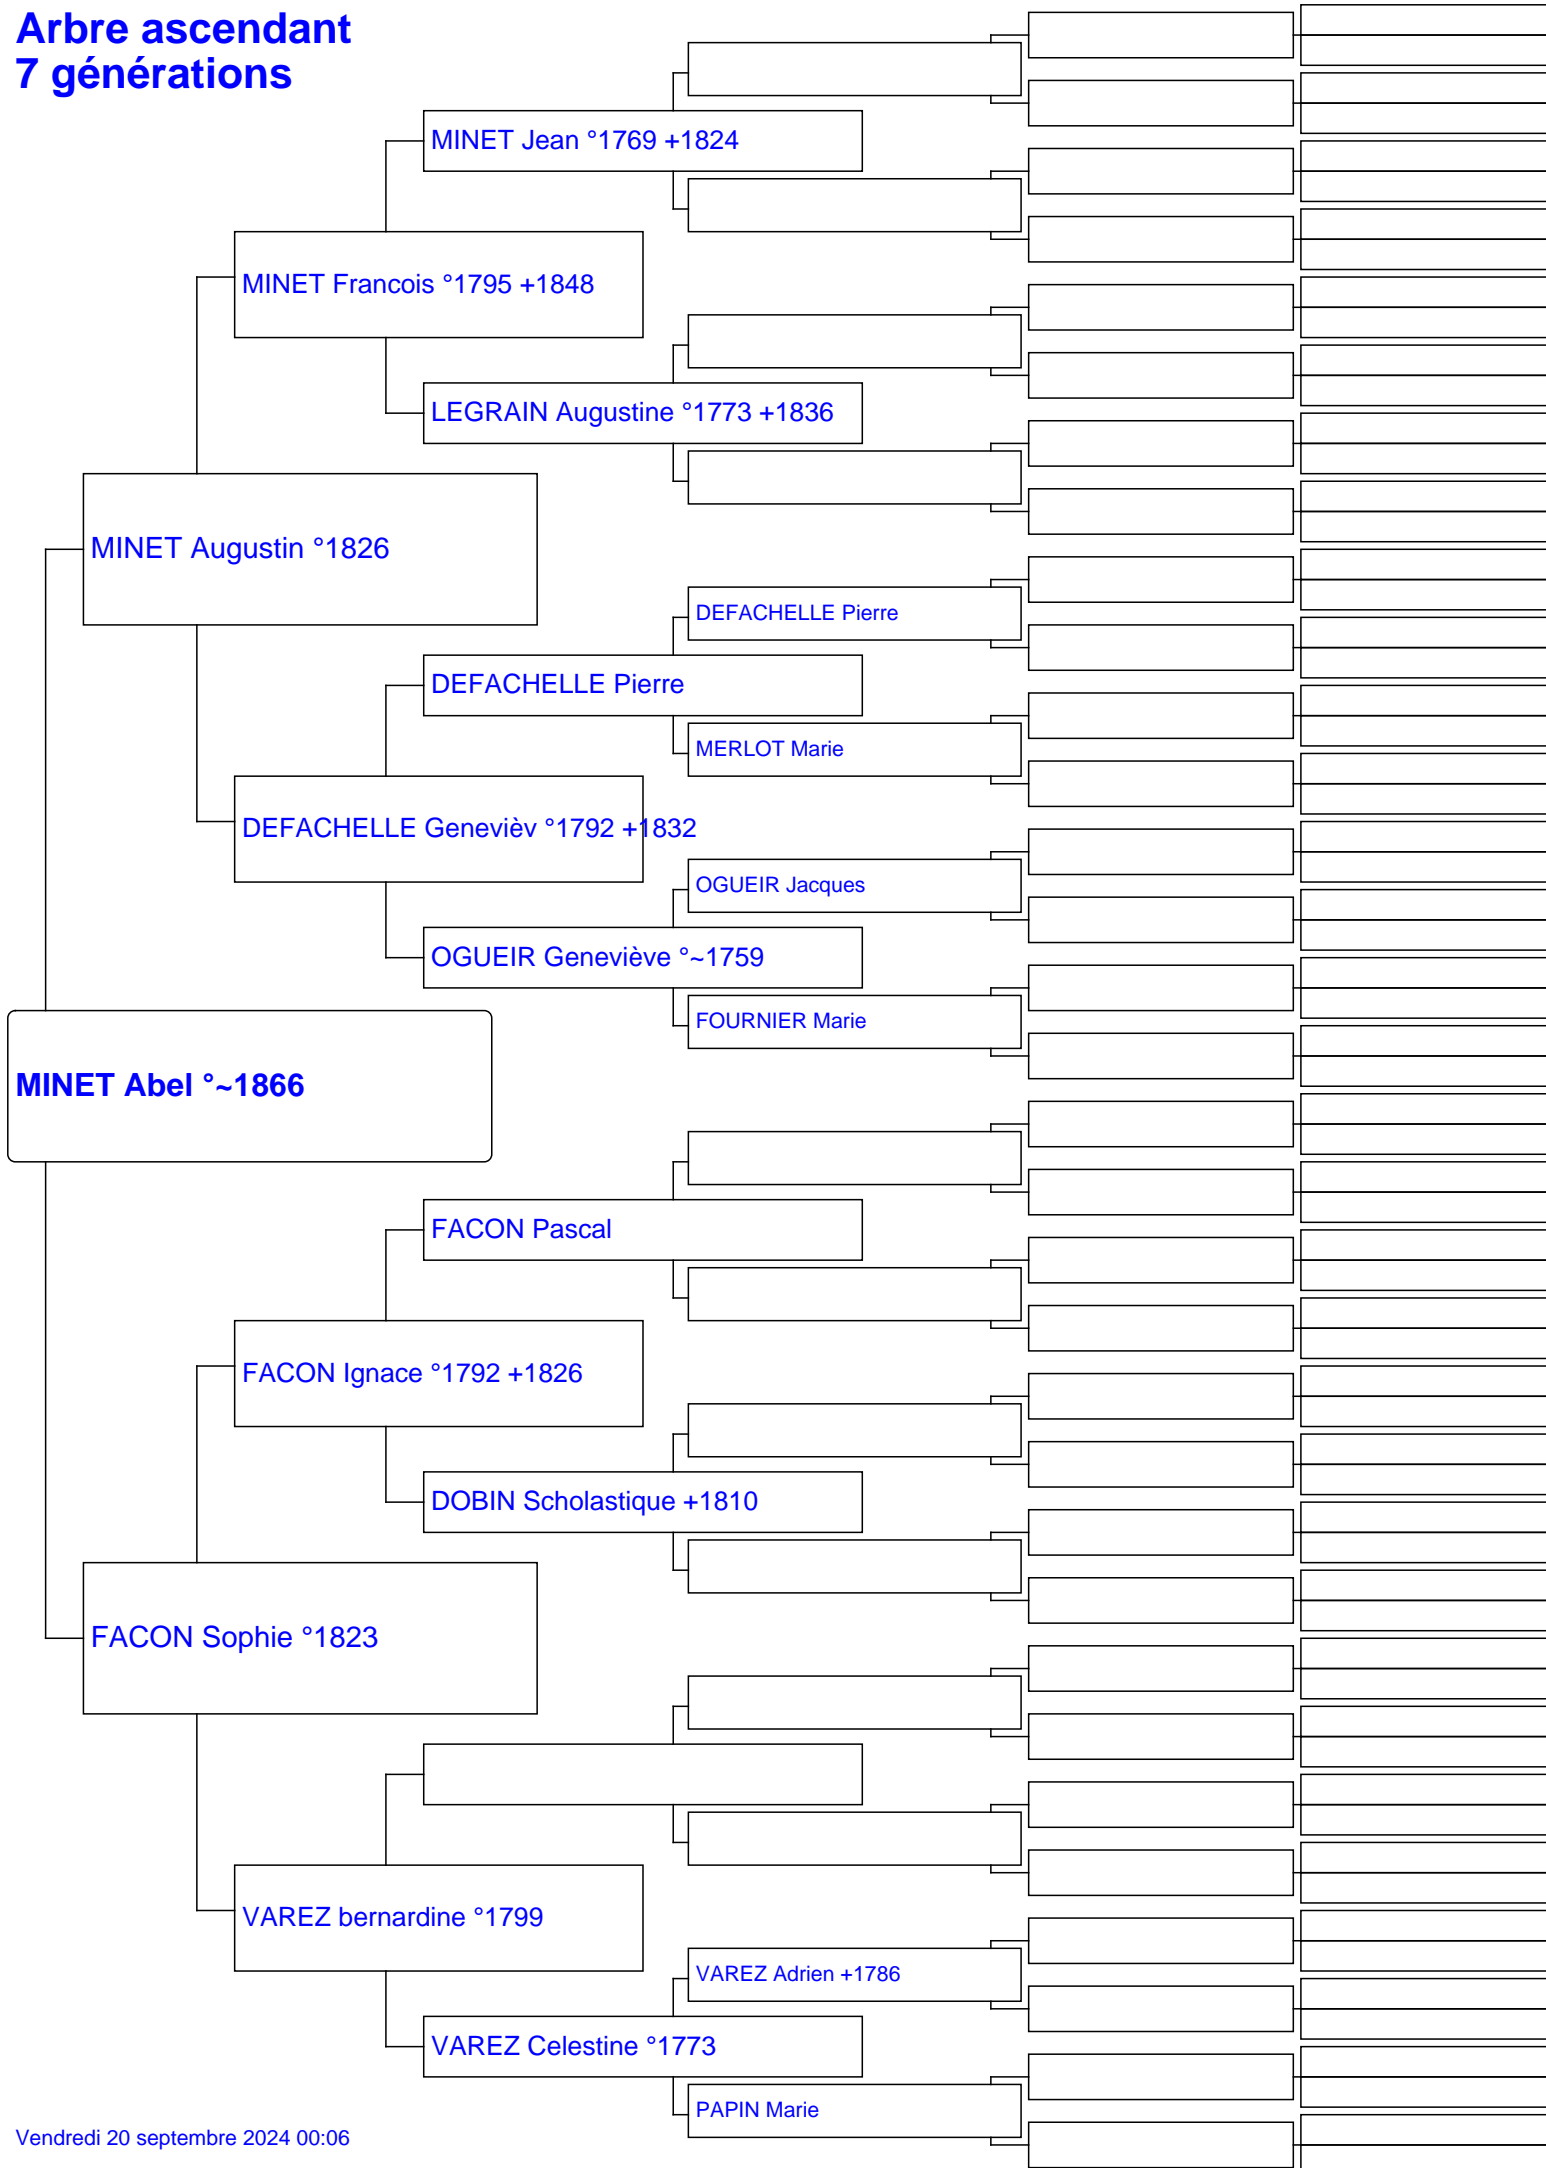 Arbre ascendant
7 générations
MINET Jean °1769 +1824
MINET Francois °1795 +1848
LEGRAIN Augustine °1773 +1836
MINET Augustin °1826
DEFACHELLE Pierre
DEFACHELLE Pierre
MERLOT Marie
DEFACHELLE Genevièv °1792 +1832
OGUEIR Jacques
OGUEIR Geneviève °~1759
FOURNIER Marie
MINET Abel °~1866
FACON Pascal
FACON Ignace °1792 +1826
DOBIN Scholastique +1810
FACON Sophie °1823
VAREZ bernardine °1799
VAREZ Adrien +1786
VAREZ Celestine °1773
PAPIN Marie
Vendredi 20 septembre 2024 00:06